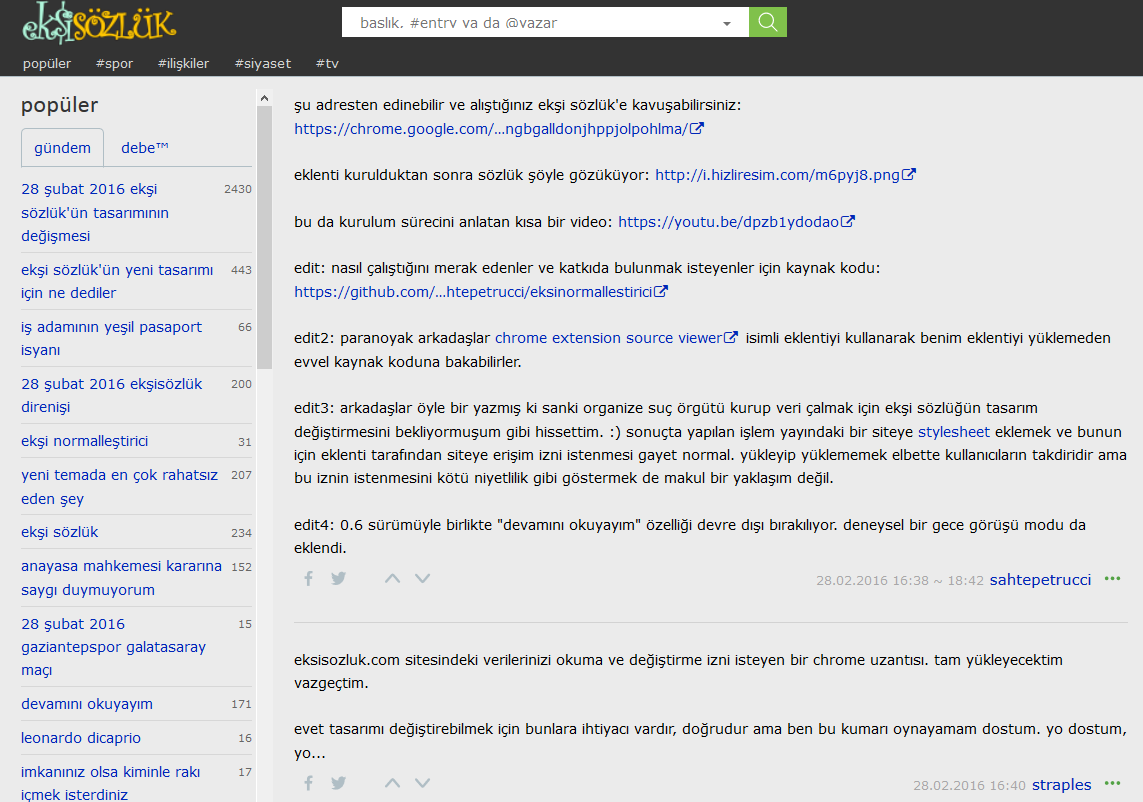 ekşisözlük
baslık. #entrv va da @vazar
popüler #spor #ilişkiler #siyaset #tv
popüler
gündem debe™
28 şubat 2016 ekşi 2430
sözlük'ün tasarımının
değişmesi
ekşi sözlük'ün yeni tasarımı 443
için ne dediler
iş adamının yeşil pasaport 66
isyanı
28 şubat 2016 ekşisözlük 200
direnişi
ekşi normalleştirici 31
yeni temada en çok rahatsız 207
eden şey
ekşi sözlük 234
anayasa mahkemesi kararına 152
saygı duymuyorum
28 şubat 2016 15
gaziantepspor galatasaray
maçı
devamını okuyayım 171
leonardo dicaprio 16
imkanınız olsa kiminle rakı 17
içmek isterdiniz
şu adresten edinebilir ve alıştığınız ekşi sözlük'e kavuşabilirsiniz:
https://chrome.google.com/...ngbgalldonjhppjolpohlma/
eklenti kurulduktan sonra sözlük şöyle gözüküyor: http://i.hizliresim.com/m6pyj8.png
bu da kurulum sürecini anlatan kısa bir video: https://youtu.be/dpzb1ydodao
edit: nasıl çalıştığını merak edenler ve katkıda bulunmak isteyenler için kaynak kodu:
https://github.com/...htepetrucci/eksinormallestirici
edit2: paranoyak arkadaşlar chrome extension source viewer isimli eklentiyi kullanarak benim eklentiyi yüklemeden
evvel kaynak koduna bakabilirler.
edit3: arkadaşlar öyle bir yazmış ki sanki organize suç örgütü kurup veri çalmak için ekşi sözlüğün tasarım
değiştirmesini bekliyormuşum gibi hissettim. :) sonuçta yapılan işlem yayındaki bir siteye stylesheet eklemek ve bunun
için eklenti tarafından siteye erişim izni istenmesi gayet normal. yükleyip yüklememek elbette kullanıcıların takdiridir ama
bu iznin istenmesini kötü niyetlilik gibi göstermek de makul bir yaklaşım değil.
edit4: 0.6 sürümüyle birlikte "devamını okuyayım" özelliği devre dışı bırakılıyor. deneysel bir gece görüşü modu da
eklendi.
28.02.2016 16:38 ~ 18:42 sahtepetrucci
eksisozluk.com sitesindeki verilerinizi okuma ve değiştirme izni isteyen bir chrome uzantısı. tam yükleyecektim
vazgeçtim.
evet tasarımı değiştirebilmek için bunlara ihtiyacı vardır, doğrudur ama ben bu kumarı oynayamam dostum. yo dostum,
yo...
28.02.2016 16:40 straples